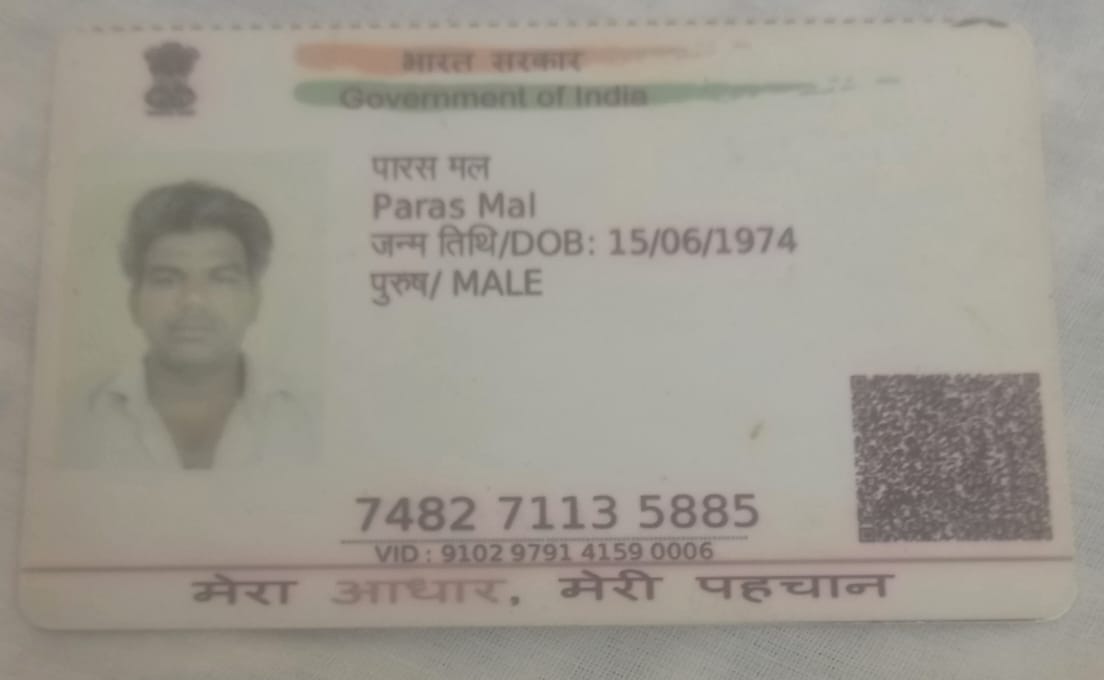 भारत सरकार
Government of India
पारस मल
Paras Mal
जन्म तिथि/DOB: 15/06/1974
पुरुष/ MALE
7482 7113 5885
VID : 9102 9791 4159 0006
मेरा आधार, मेरी पहचान